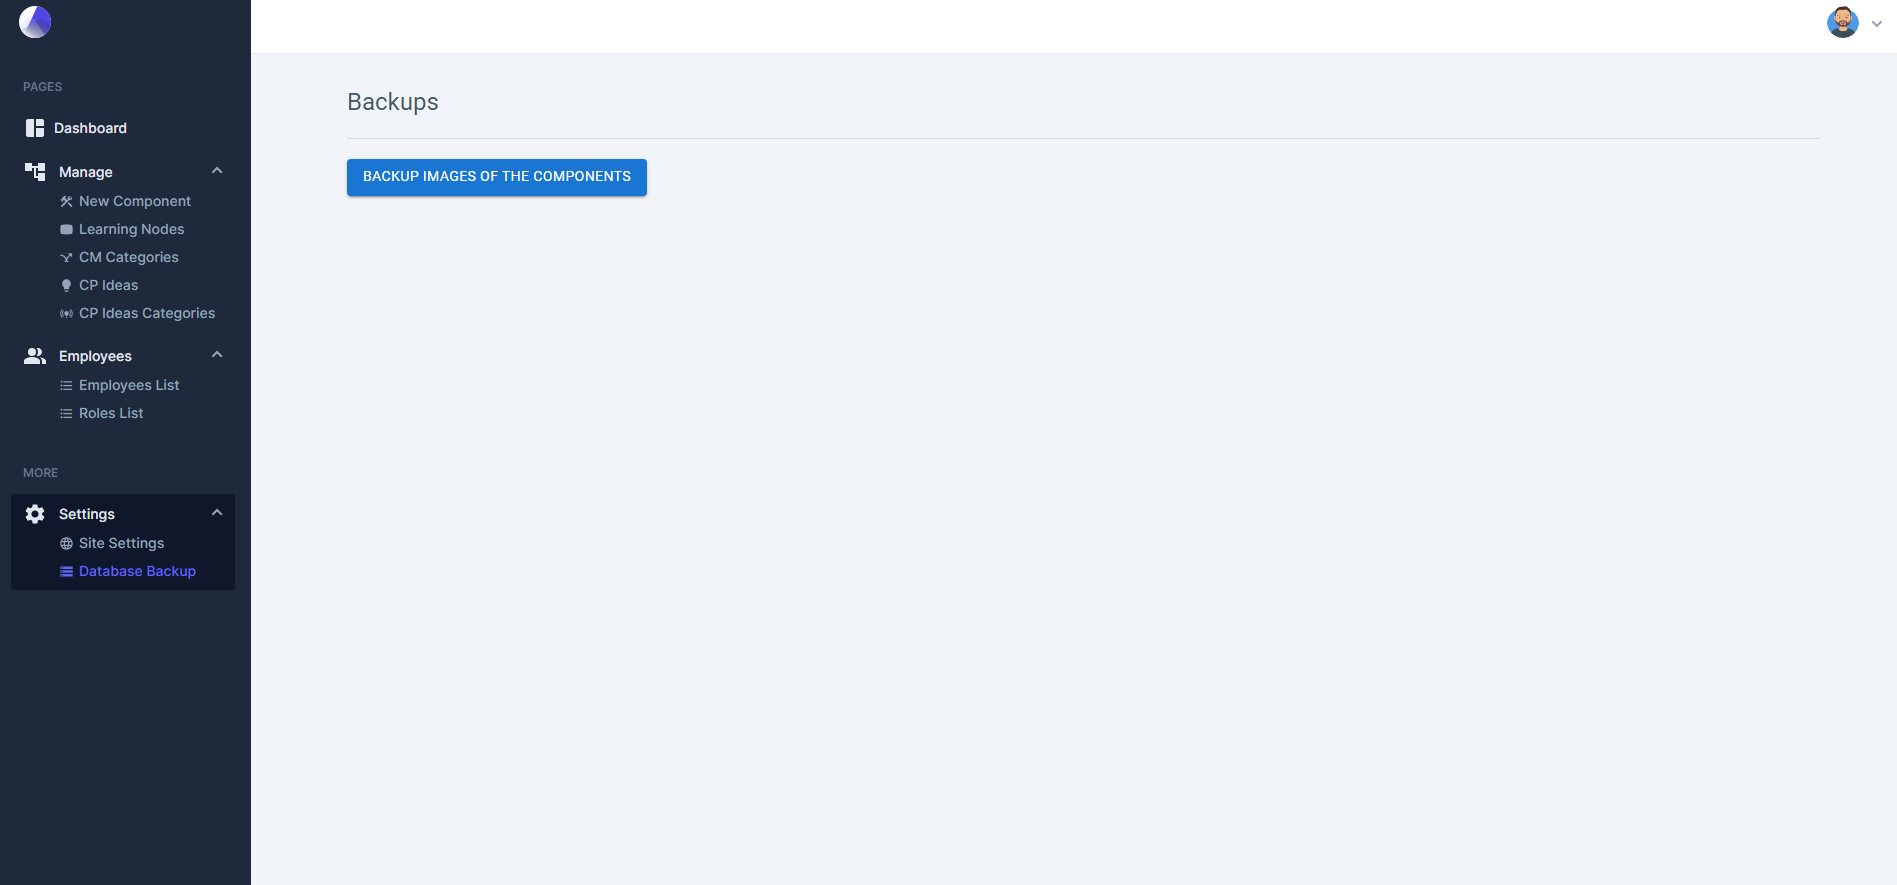 PAGES
Dashboard
Manage
New Component
Learning Nodes
CM Categories
CP Ideas
CP Ideas Categories
Employees
Employees List
Roles List
MORE
Settings
Site Settings
Database Backup
Backups
BACKUP IMAGES OF THE COMPONENTS